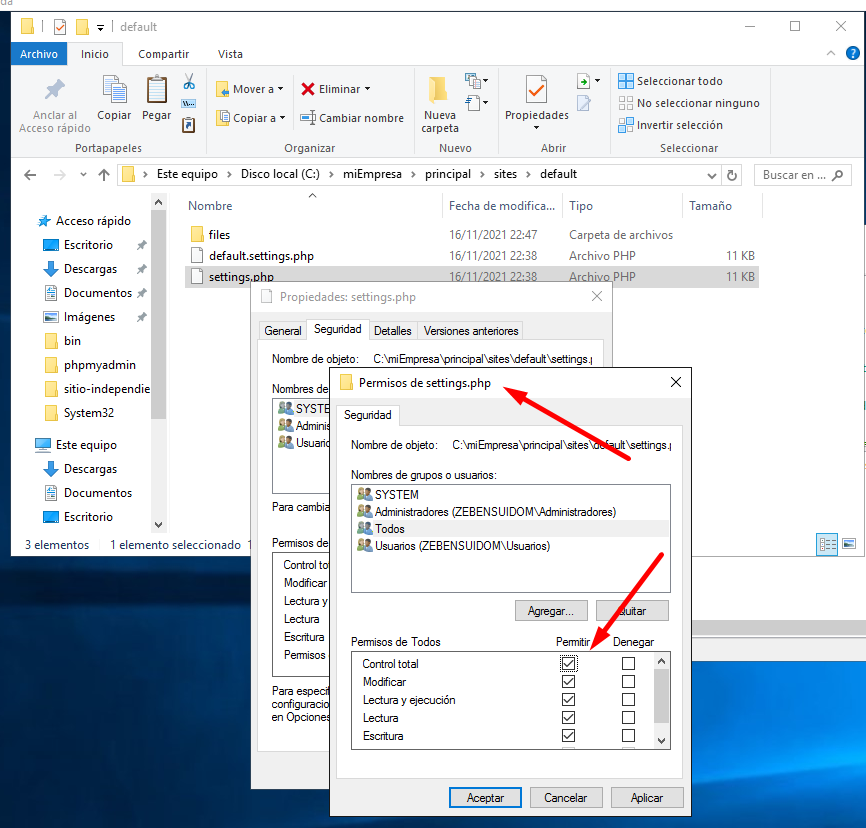 da
default
Archivo Inicio Compartir Vista
Anclar al Acceso rápido
Copiar
Pegar
Mover a
Copiar a
Eliminar
Cambiar nombre
Nueva carpeta
Propiedades
Seleccionar todo
No seleccionar ninguno
Invertir selección
Portapapeles Organizar Nuevo Abrir Seleccionar
Este equipo > Disco local (C:) > miEmpresa > principal > sites > default
Buscar en ...
Nombre Fecha de modifica... Tipo Tamaño
files 16/11/2021 22:47 Carpeta de archivos
default.settings.php 16/11/2021 22:38 Archivo PHP 11 KB
settings.php 16/11/2021 22:38 Archivo PHP 11 KB
Acceso rápido
Escritorio
Descargas
Documentos
Imágenes
bin
phpmyadmin
sitio-independie
System32
Este equipo
Descargas
Documentos
Escritorio
3 elementos 1 elemento seleccionado 1
Propiedades: settings.php
General Seguridad Detalles Versiones anteriores
Nombre de objeto: C:\miEmpresa\principal\sites\default\settings.p
Nombres de
SYSTE
Adminis
Usuario
Para cambia
Permisos de
Control tot
Modificar
Lectura y
Lectura
Escritura
Permisos
Para especif
configuracio
en Opciones
Permisos de settings.php
Seguridad
Nombre de objeto: C:\miEmpresa\principal\sites\default\settings.p
Nombres de grupos o usuarios:
SYSTEM
Administradores (ZEBENSUIDOM\Administradores)
Todos
Usuarios (ZEBENSUIDOM\Usuarios)
Agregar... Quitar
Permisos de Todos Permitir Denegar
Control total
Modificar
Lectura y ejecución
Lectura
Escritura
Aceptar Cancelar Aplicar